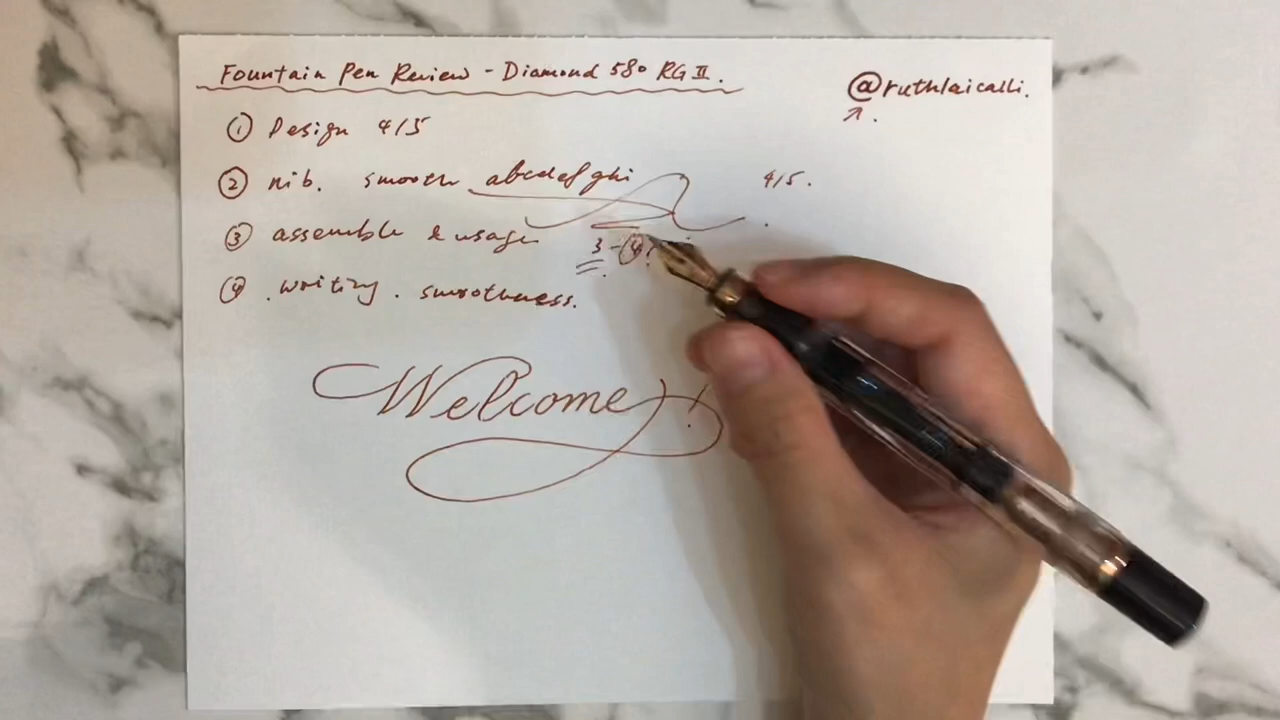 Fountain Pen Review - Diamond 580 RG II.
@ruthlaicalli.
① Design 4/5
② nib. smooth abcdefghi 4/5.
③ assemble & usage
3-4
④ .writing. smoothness.
Welcome!